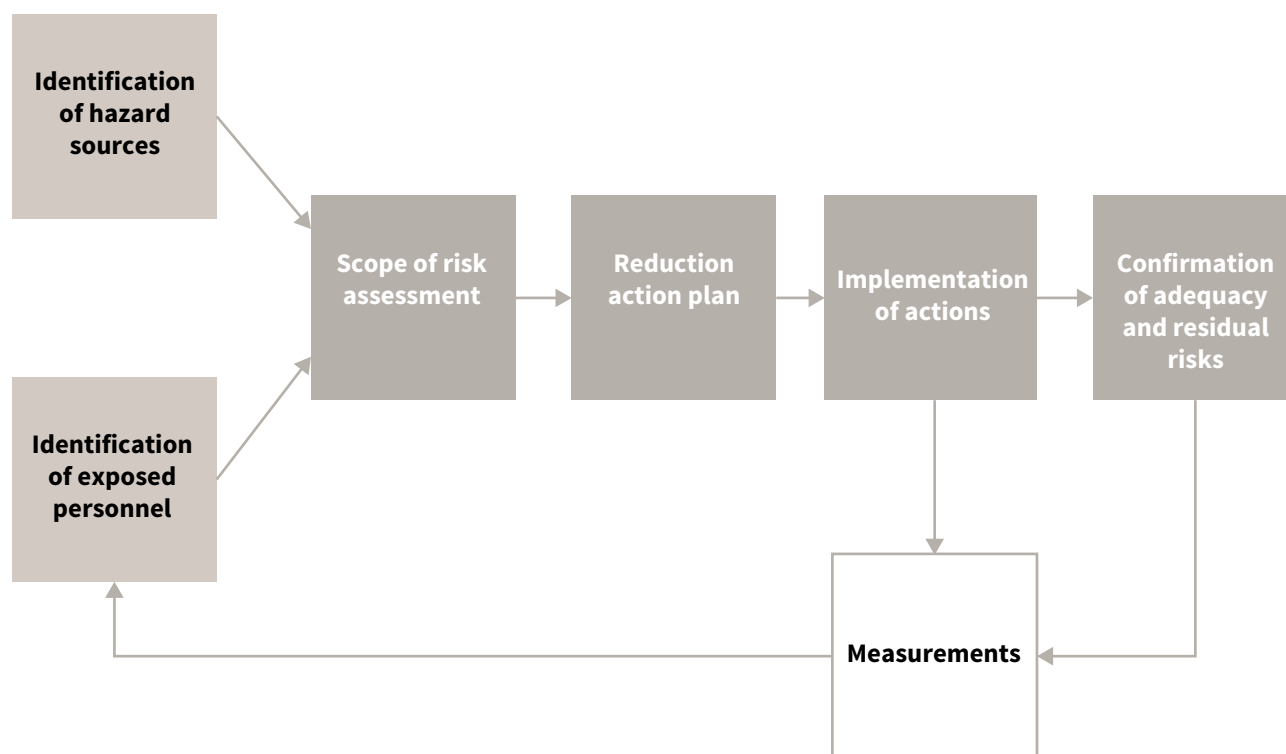 Identification
of hazard
sources
Scope of risk
assessment
Reduction
action plan
Implementation
of actions
Confirmation
of adequacy
and residual
risks
Identification
of exposed
personnel
Measurements